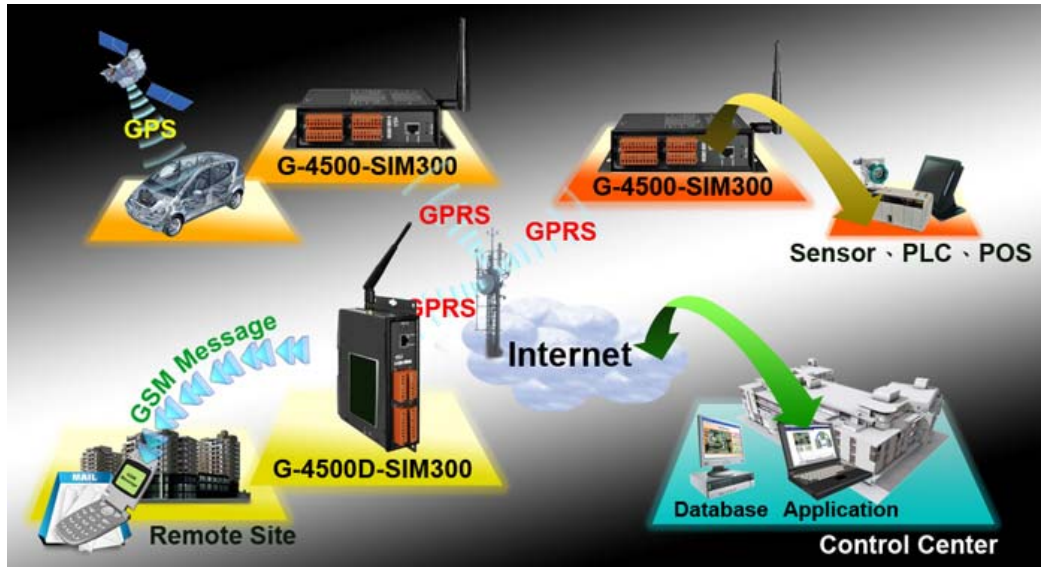 GPS
G-4500-SIM300
G-4500-SIM300
GPRS
GPRS
Sensor、PLC、POS
GPRS
Internet
GSM Message
G-4500D-SIM300
MAIL
Remote Site
Database
Application
Control Center